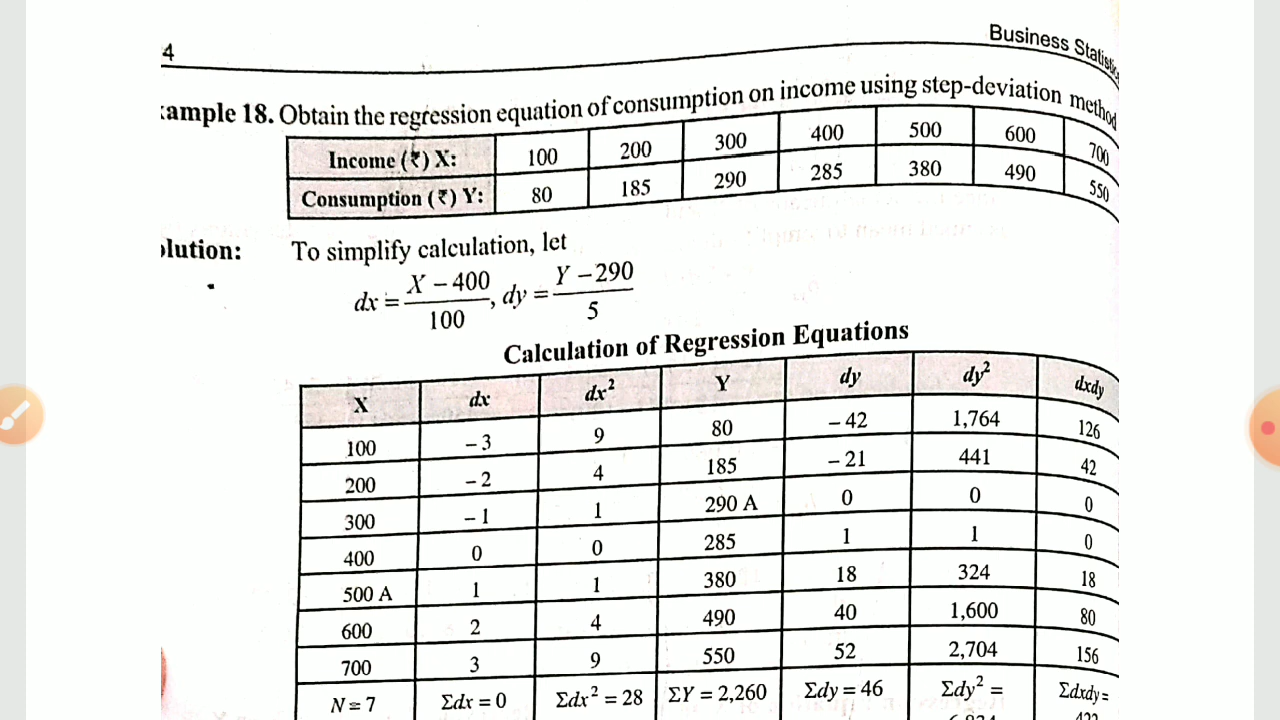 4
Business Statis
ample 18. Obtain the regression equation of consumption on income using step-deviation method
Income (₹) X: 100 200 300 400 500 600 700
Consumption (₹) Y: 80 185 290 285 380 490 550
lution: To simplify calculation, let
dx = X – 400 / 100 , dy = Y – 290 / 5
Calculation of Regression Equations
X dx dx² Y dy dy² dxdy
100 – 3 9 80 – 42 1,764 126
200 – 2 4 185 – 21 441 42
300 – 1 1 290 A 0 0 0
400 0 0 285 1 1 0
500 A 1 1 380 18 324 18
600 2 4 490 40 1,600 80
700 3 9 550 52 2,704 156
N = 7 Σdx = 0 Σdx² = 28 ΣY = 2,260 Σdy = 46 Σdy² = Σdxdy =